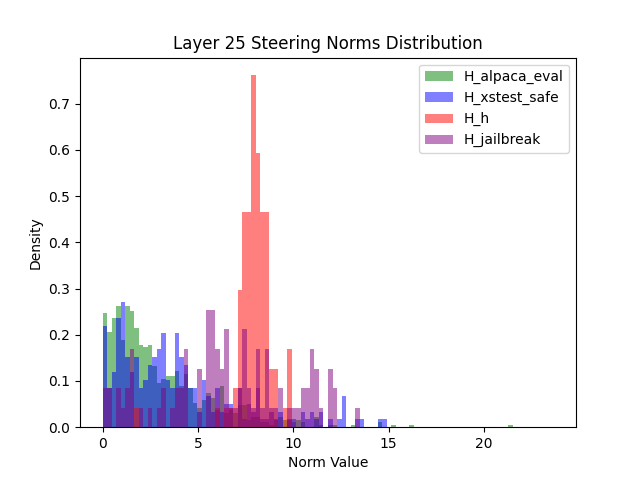 Layer 25 Steering Norms Distribution
H_alpaca_eval
H_xstest_safe
H_h
H_jailbreak
Density
0.7
0.6
0.5
0.4
0.3
0.2
0.1
0.0
0 5 10 15 20
Norm Value